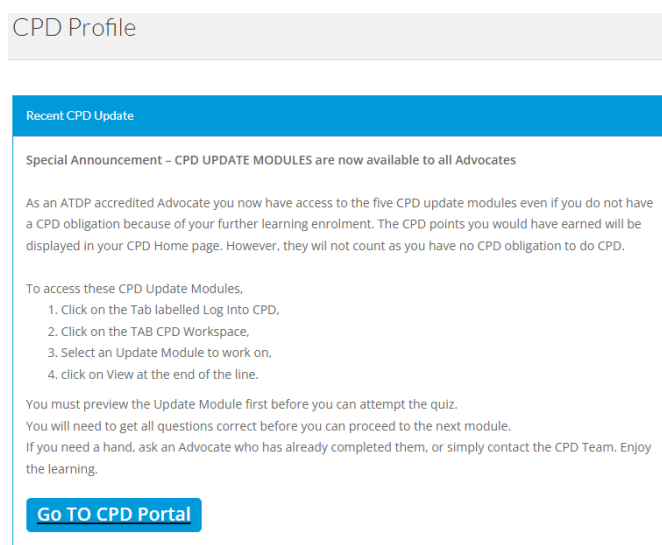 CPD Profile
Recent CPD Update
Special Announcement – CPD UPDATE MODULES are now available to all Advocates
As an ATDP accredited Advocate you now have access to the five CPD update modules even if you do not have
a CPD obligation because of your further learning enrolment. The CPD points you would have earned will be
displayed in your CPD Home page. However, they wil not count as you have no CPD obligation to do CPD.
To access these CPD Update Modules,
1. Click on the Tab labelled Log Into CPD,
2. Click on the TAB CPD Workspace,
3. Select an Update Module to work on,
4. click on View at the end of the line.
You must preview the Update Module first before you can attempt the quiz.
You will need to get all questions correct before you can proceed to the next module.
If you need a hand, ask an Advocate who has already completed them, or simply contact the CPD Team. Enjoy
the learning.
Go TO CPD Portal